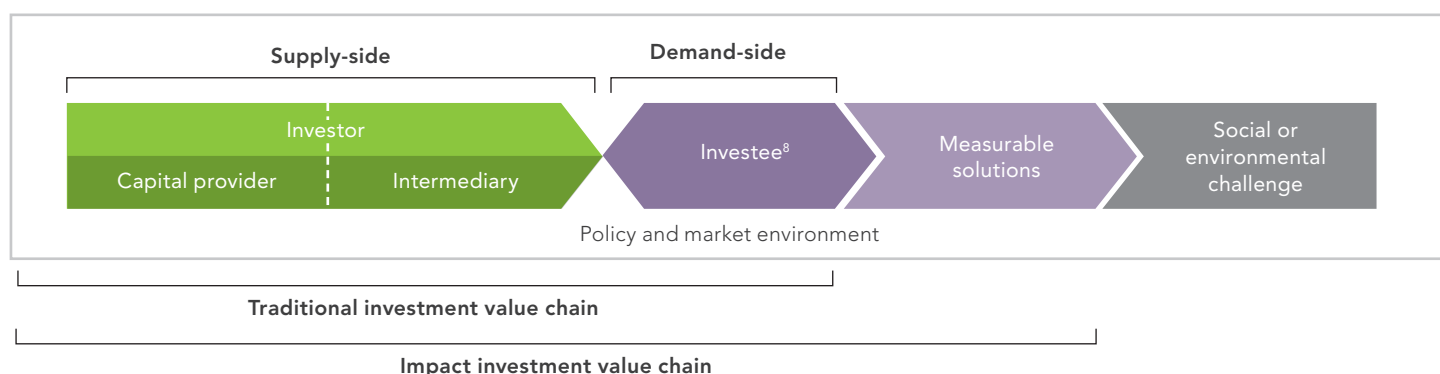 Supply-side
Demand-side
Investor
Capital provider
Intermediary
Investee⁸
Measurable
solutions
Social or
environmental
challenge
Policy and market environment
Traditional investment value chain
Impact investment value chain